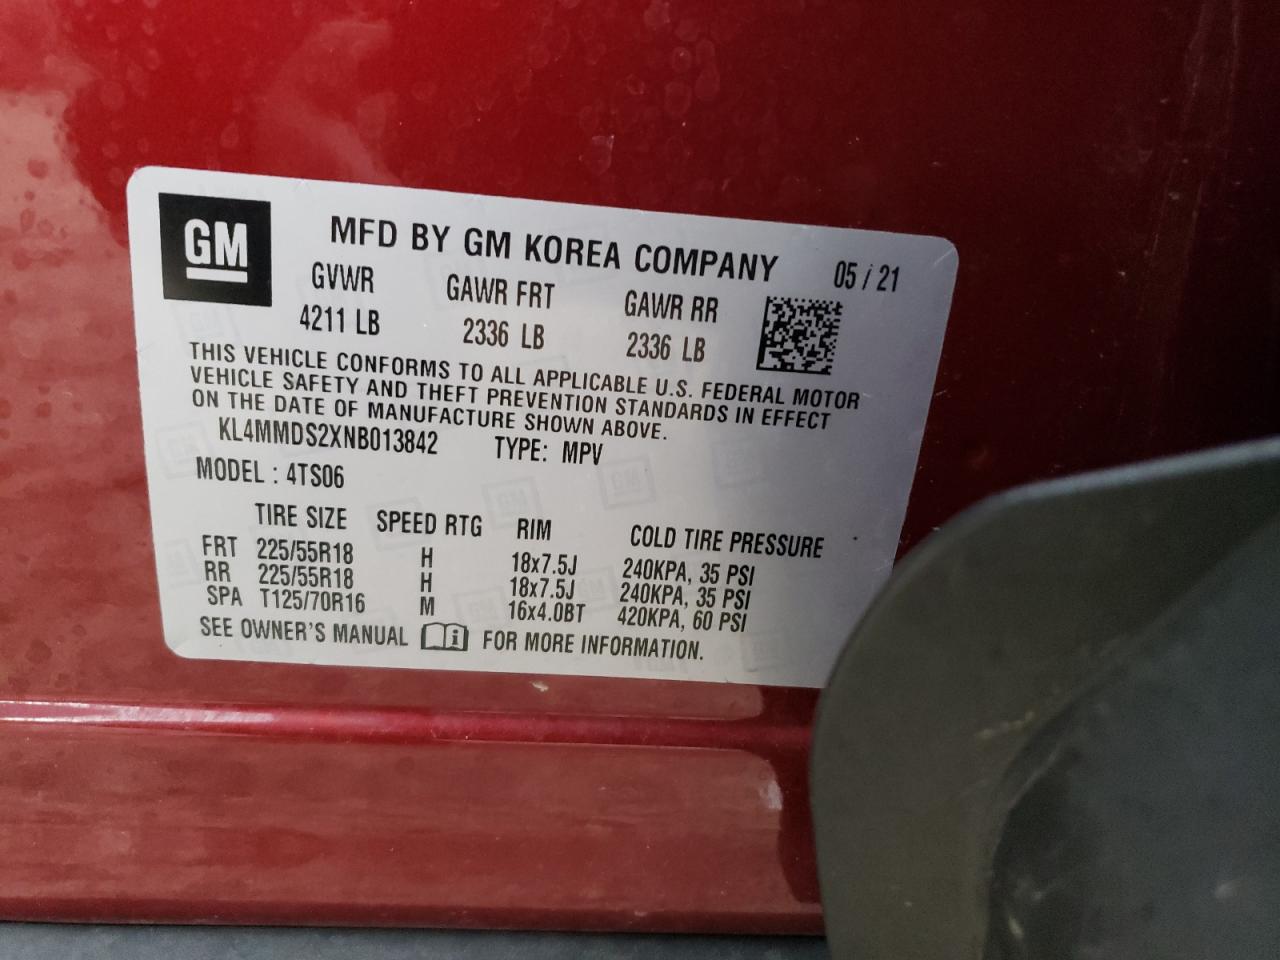 GM
MFD BY GM KOREA COMPANY 05 / 21
GVWR GAWR FRT GAWR RR
4211 LB 2336 LB 2336 LB
THIS VEHICLE CONFORMS TO ALL APPLICABLE U.S. FEDERAL MOTOR
VEHICLE SAFETY AND THEFT PREVENTION STANDARDS IN EFFECT
ON THE DATE OF MANUFACTURE SHOWN ABOVE.
KL4MMDS2XNB013842 TYPE: MPV
MODEL : 4TS06
TIRE SIZE SPEED RTG RIM COLD TIRE PRESSURE
FRT 225/55R18 H 18x7.5J 240KPA, 35 PSI
RR 225/55R18 H 18x7.5J 240KPA, 35 PSI
SPA T125/70R16 M 16x4.0BT 420KPA, 60 PSI
SEE OWNER'S MANUAL i FOR MORE INFORMATION.